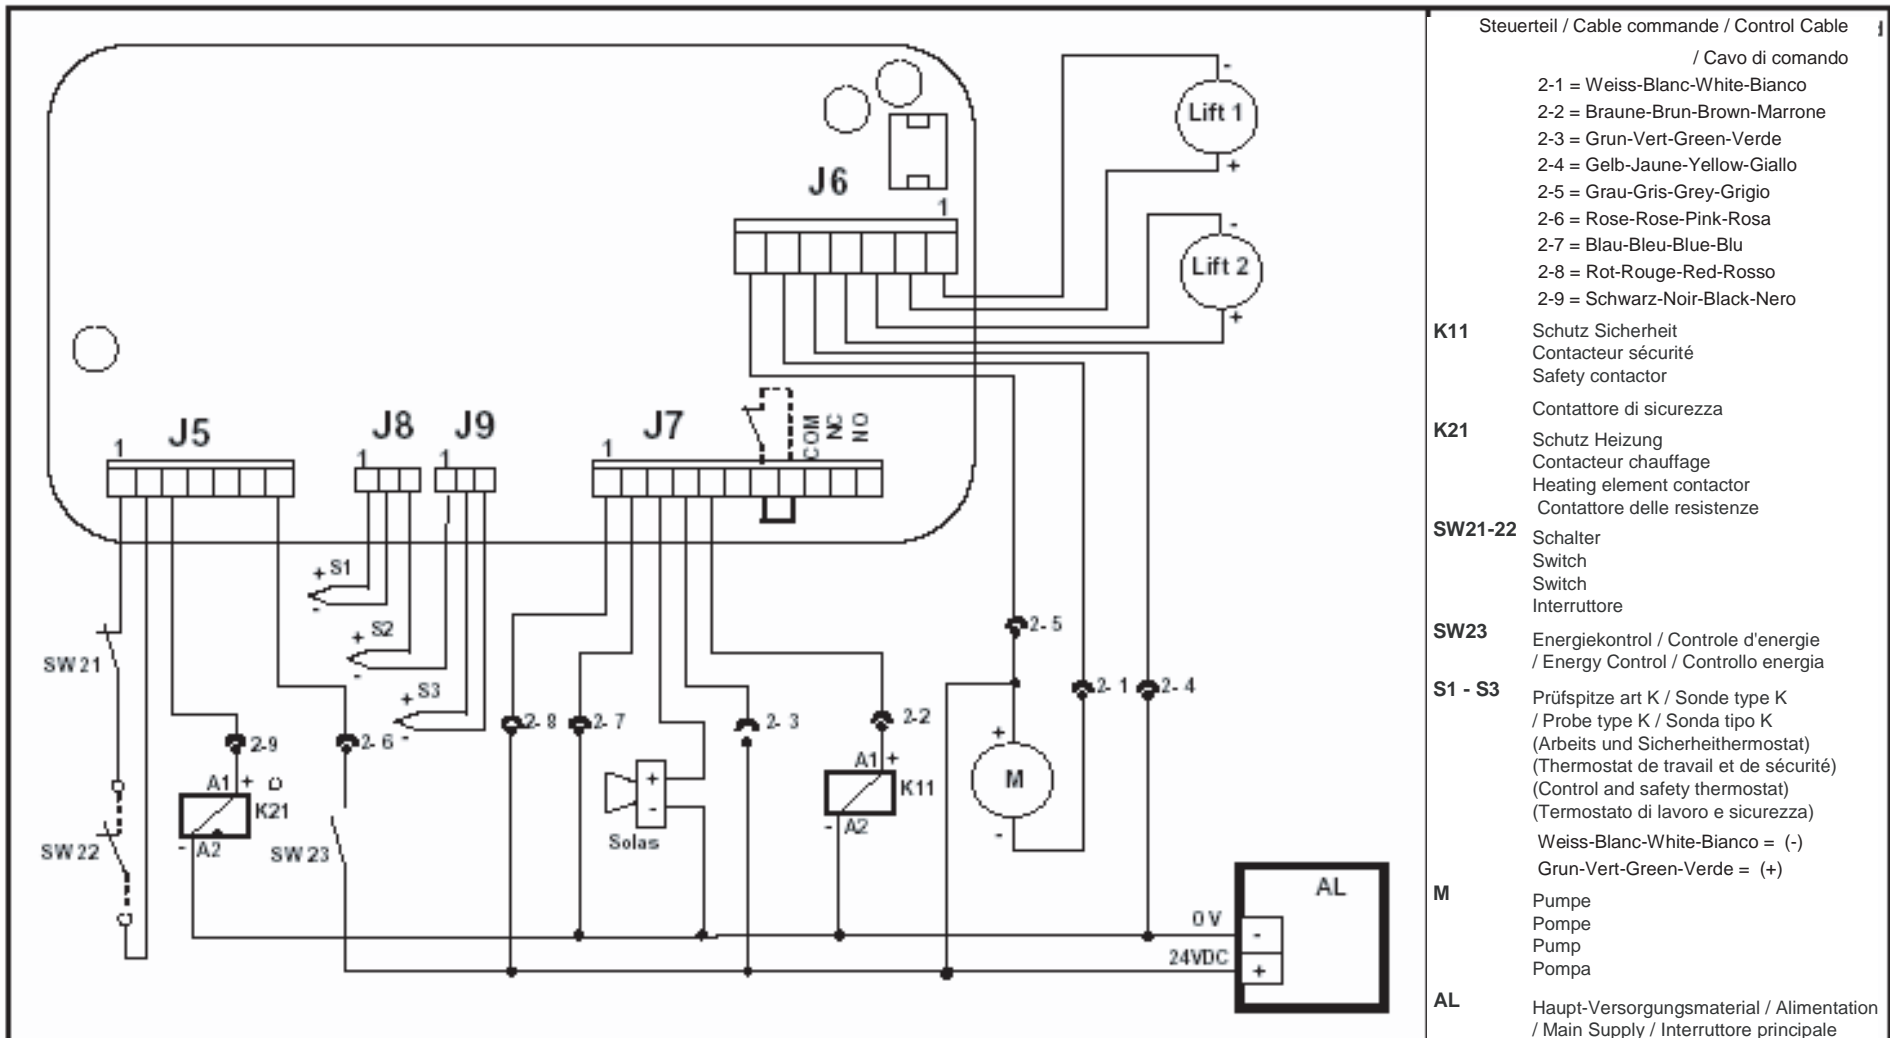 Lift 1
-
+
Lift 2
-
+
J6
1
J5
1
J8
1
J9
1
J7
1
COM
NC
NO
+ S1
-
+ S2
-
+ S3
-
SW 21
SW 22
2-9
A1 +
K21
- A2
2- 6
SW 23
2- 8
2- 7
+
-
Solas
2- 3
2-2
A1 +
K11
- A2
2- 5
2- 1
2- 4
+
M
-
AL
0 V
-
24VDC
+
Steuerteil / Cable commande / Control Cable
/ Cavo di comando
2-1 = Weiss-Blanc-White-Bianco
2-2 = Braune-Brun-Brown-Marrone
2-3 = Grun-Vert-Green-Verde
2-4 = Gelb-Jaune-Yellow-Giallo
2-5 = Grau-Gris-Grey-Grigio
2-6 = Rose-Rose-Pink-Rosa
2-7 = Blau-Bleu-Blue-Blu
2-8 = Rot-Rouge-Red-Rosso
2-9 = Schwarz-Noir-Black-Nero
K11 Schutz Sicherheit
Contacteur sécurité
Safety contactor
Contattore di sicurezza
K21 Schutz Heizung
Contacteur chauffage
Heating element contactor
Contattore delle resistenze
SW21-22 Schalter
Switch
Switch
Interruttore
SW23 Energiekontrol / Controle d'energie
/ Energy Control / Controllo energia
S1 - S3 Prüfspitze art K / Sonde type K
/ Probe type K / Sonda tipo K
(Arbeits und Sicherheithermostat)
(Thermostat de travail et de sécurité)
(Control and safety thermostat)
(Termostato di lavoro e sicurezza)
Weiss-Blanc-White-Bianco = (-)
Grun-Vert-Green-Verde = (+)
M Pumpe
Pompe
Pump
Pompa
AL Haupt-Versorgungsmaterial / Alimentation
/ Main Supply / Interruttore principale